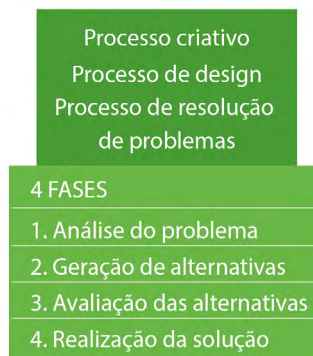 Processo criativo
Processo de design
Processo de resolução
de problemas
4 FASES
1. Análise do problema
2. Geração de alternativas
3. Avaliação das alternativas
4. Realização da solução